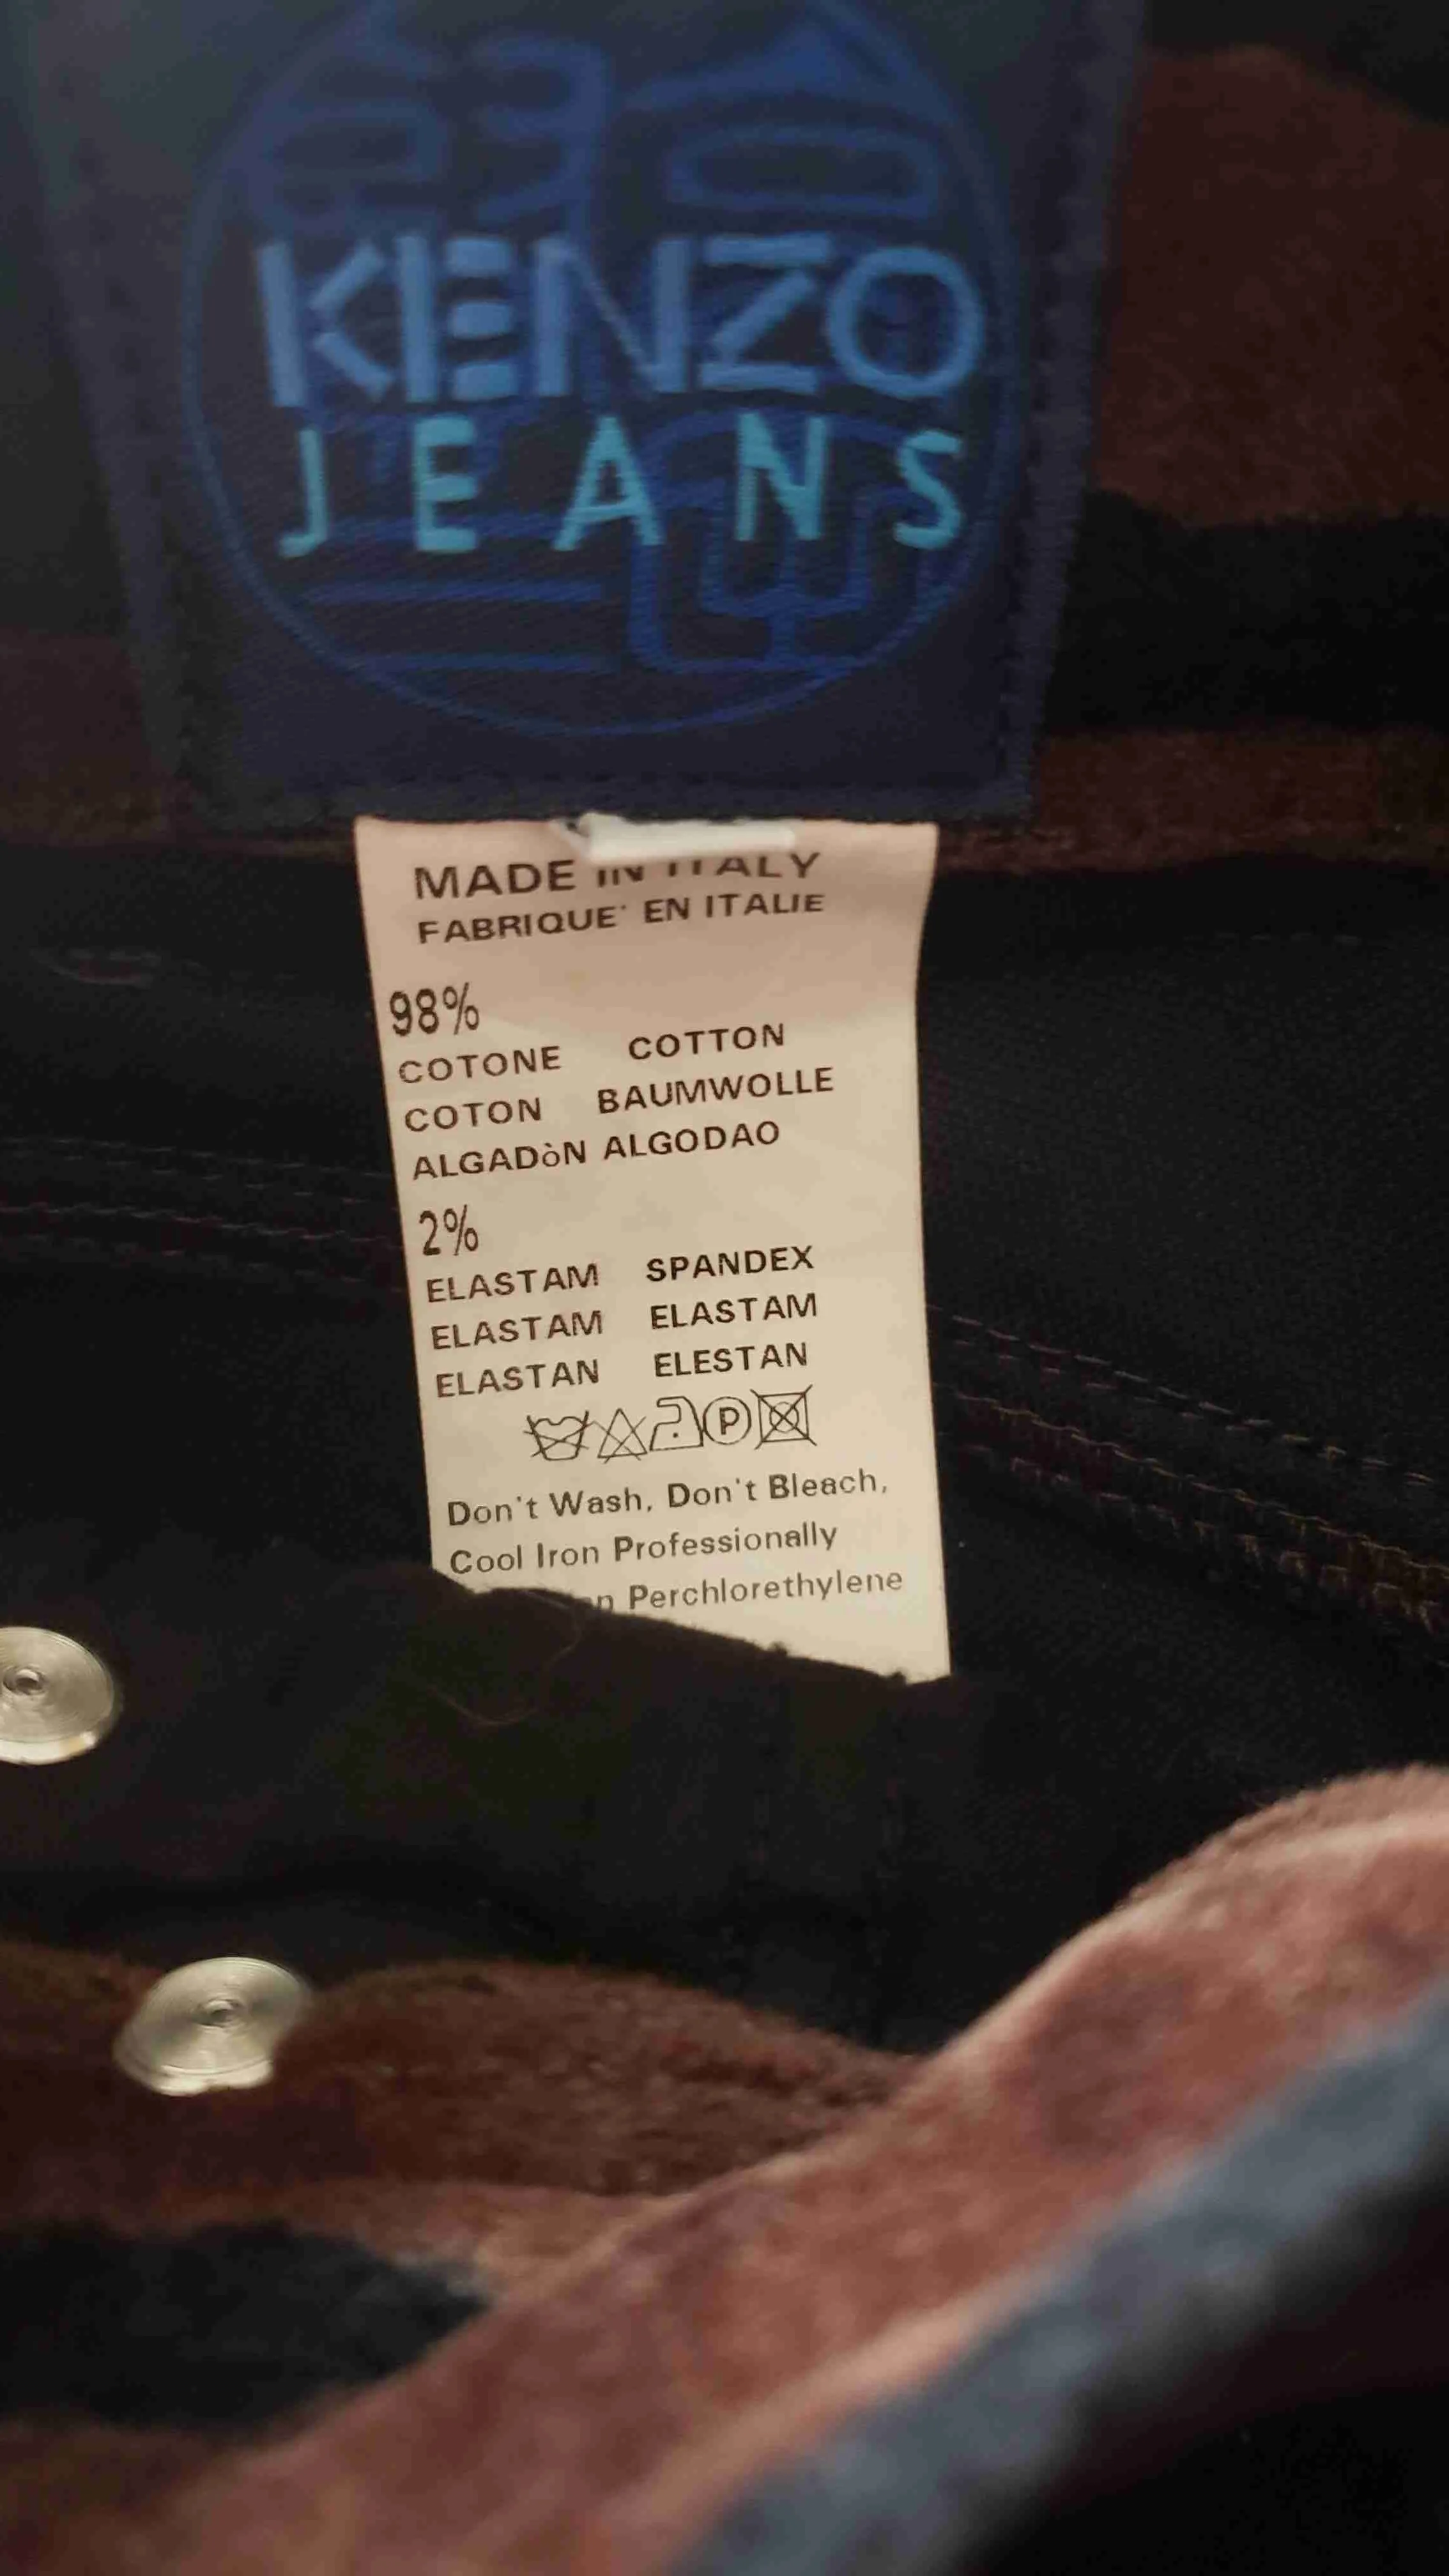 KENZO
JEANS
MADE IN ITALY
FABRIQUE' EN ITALIE
98%
COTONE COTTON
COTON BAUMWOLLE
ALGADòN ALGODAO
2%
ELASTAM SPANDEX
ELASTAM ELASTAM
ELASTAN ELESTAN
P
Don't Wash, Don't Bleach,
Cool Iron Professionally
Perchlorethylene